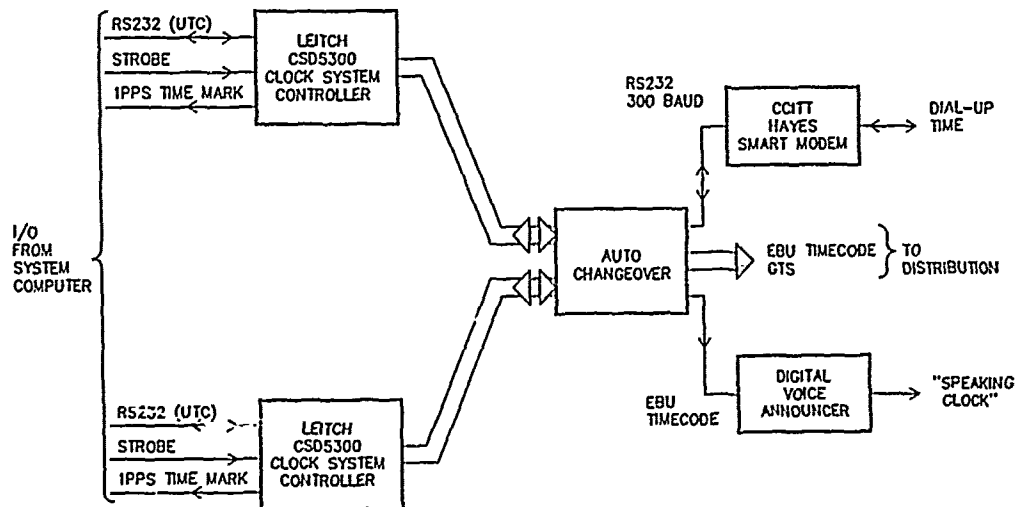 RS232 (UTC)
STROBE
1PPS TIME MARK
LEITCH
CSD5300
CLOCK SYSTEM
CONTROLLER
RS232
300 BAUD
CCITT
HAYES
SMART MODEM
DIAL-UP
TIME
I/O
FROM
SYSTEM
COMPUTER
AUTO
CHANGEOVER
EBU TIMECODE
GTS
TO
DISTRIBUTION
RS232 (UTC)
STROBE
1PPS TIME MARK
LEITCH
CSD5300
CLOCK SYSTEM
CONTROLLER
EBU
TIMECODE
DIGITAL
VOICE
ANNOUNCER
"SPEAKING
CLOCK"